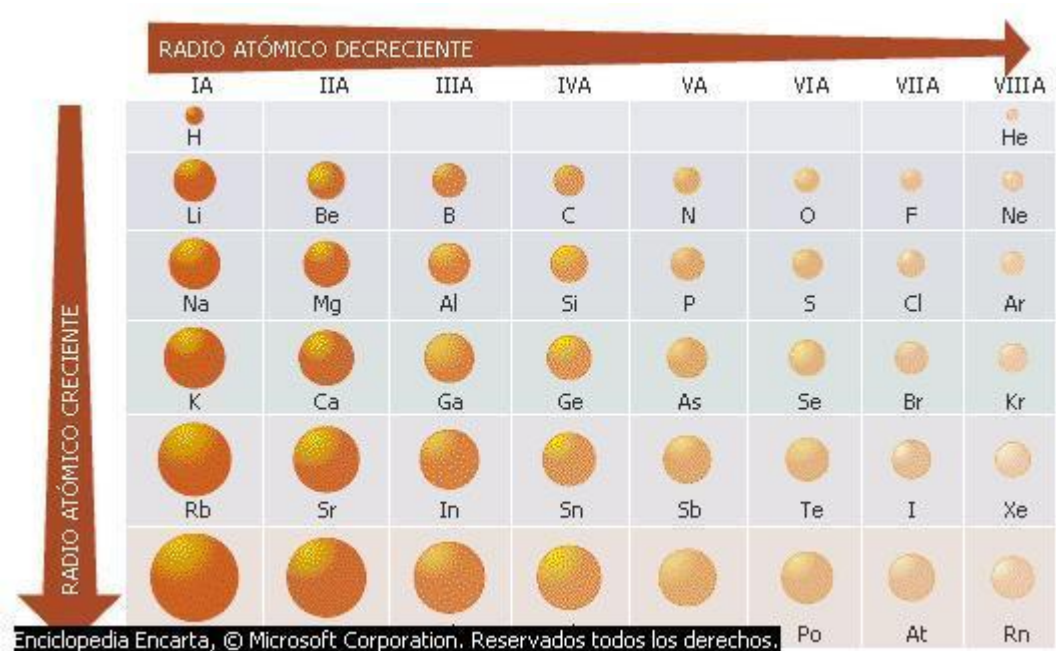 RADIO ATÓMICO DECRECIENTE
IA IIA IIIA IVA VA VIA VIIA VIIIA
RADIO ATÓMICO CRECIENTE
H He
Li Be B C N O F Ne
Na Mg Al Si P S Cl Ar
K Ca Ga Ge As Se Br Kr
Rb Sr In Sn Sb Te I Xe
Po At Rn
Enciclopedia Encarta, © Microsoft Corporation. Reservados todos los derechos.